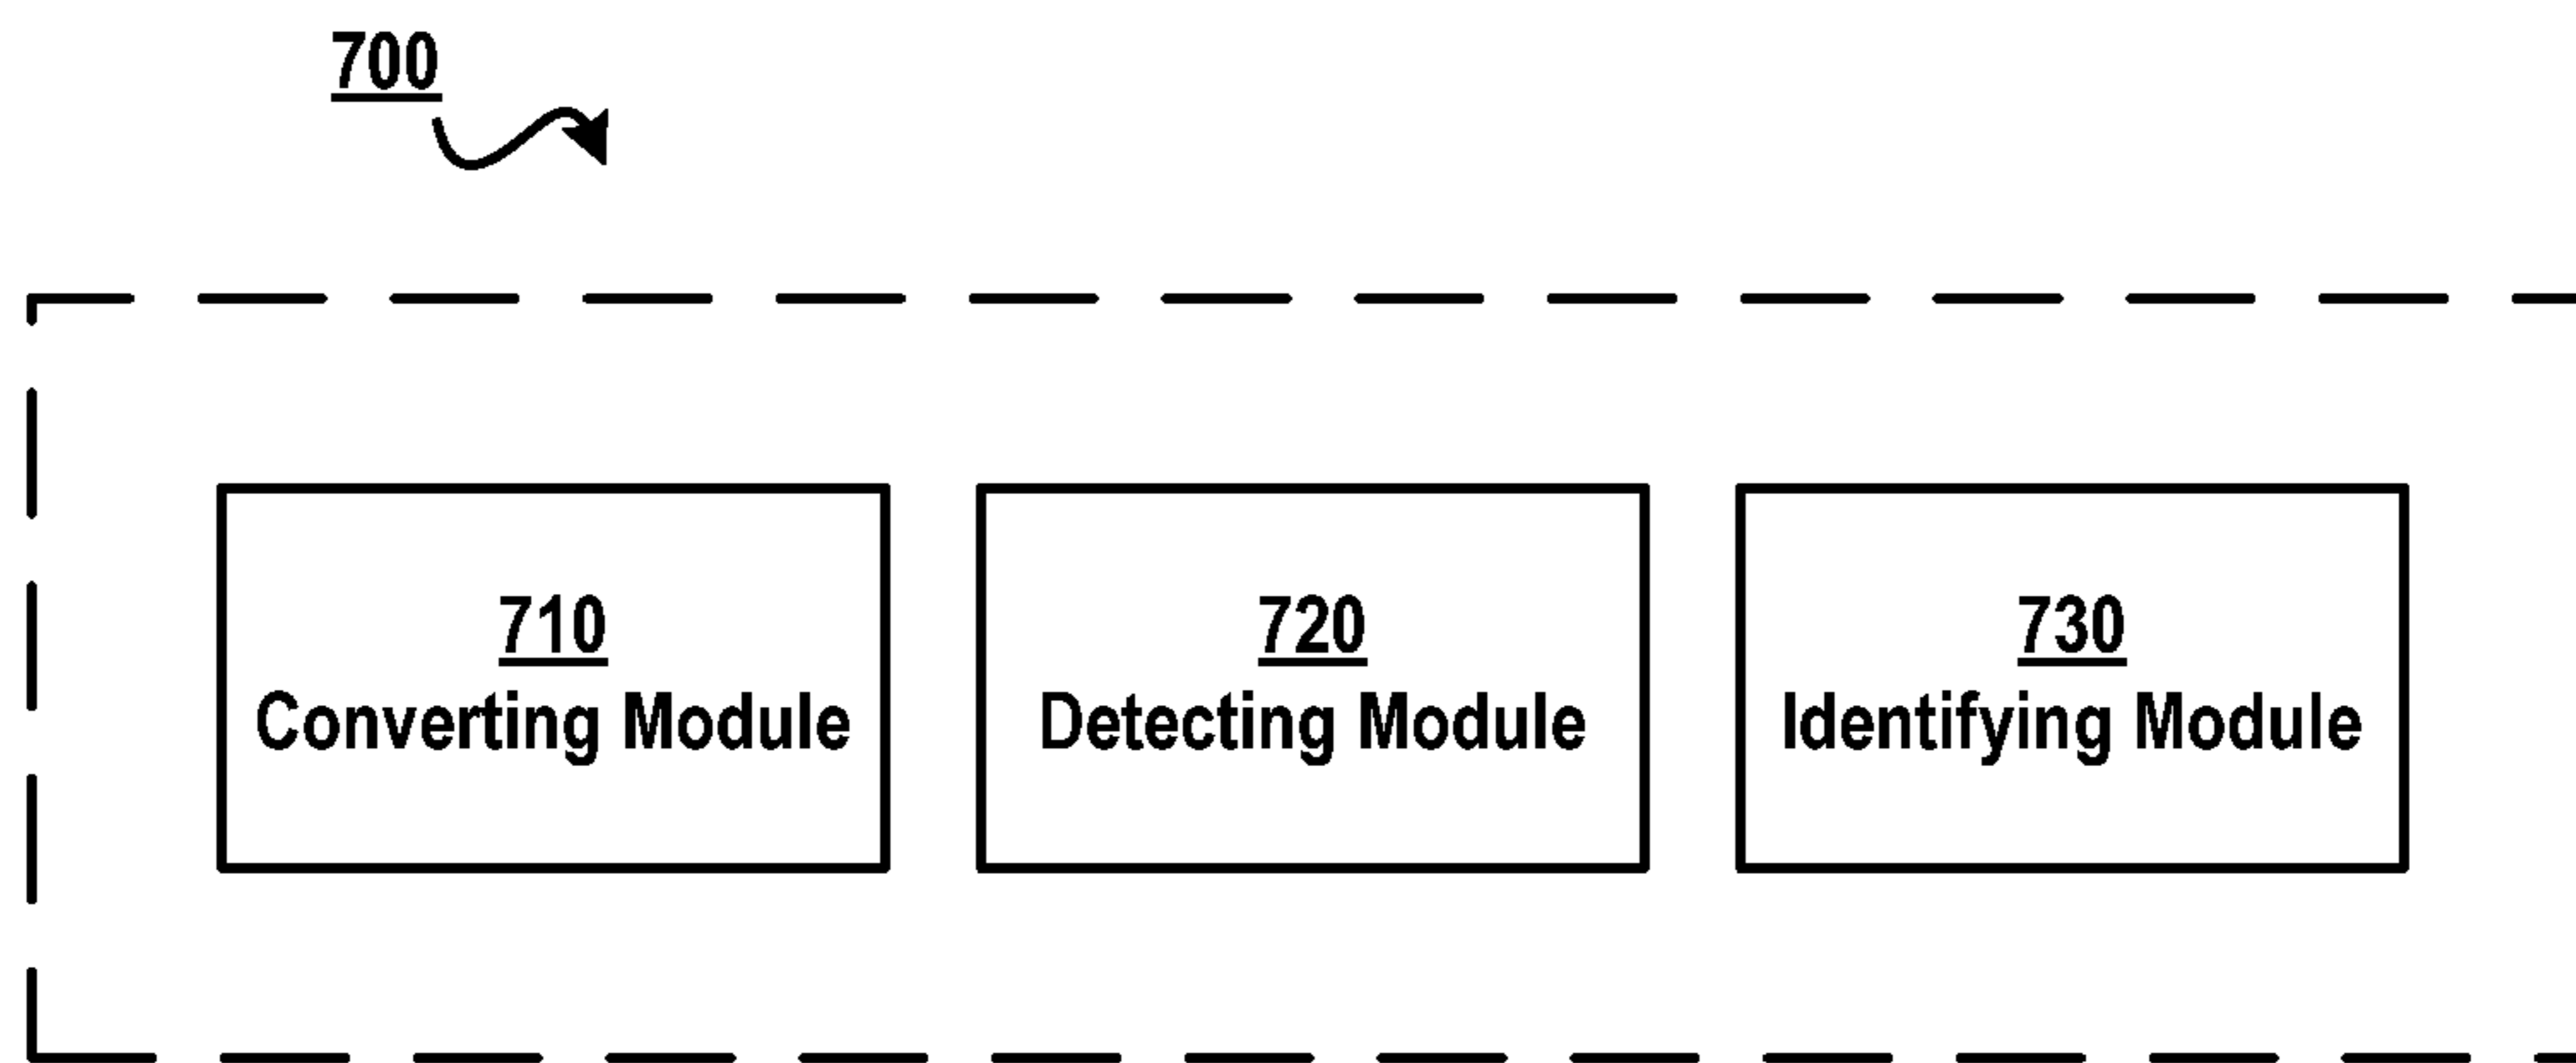 700
710
Converting Module
720
Detecting Module
730
Identifying Module